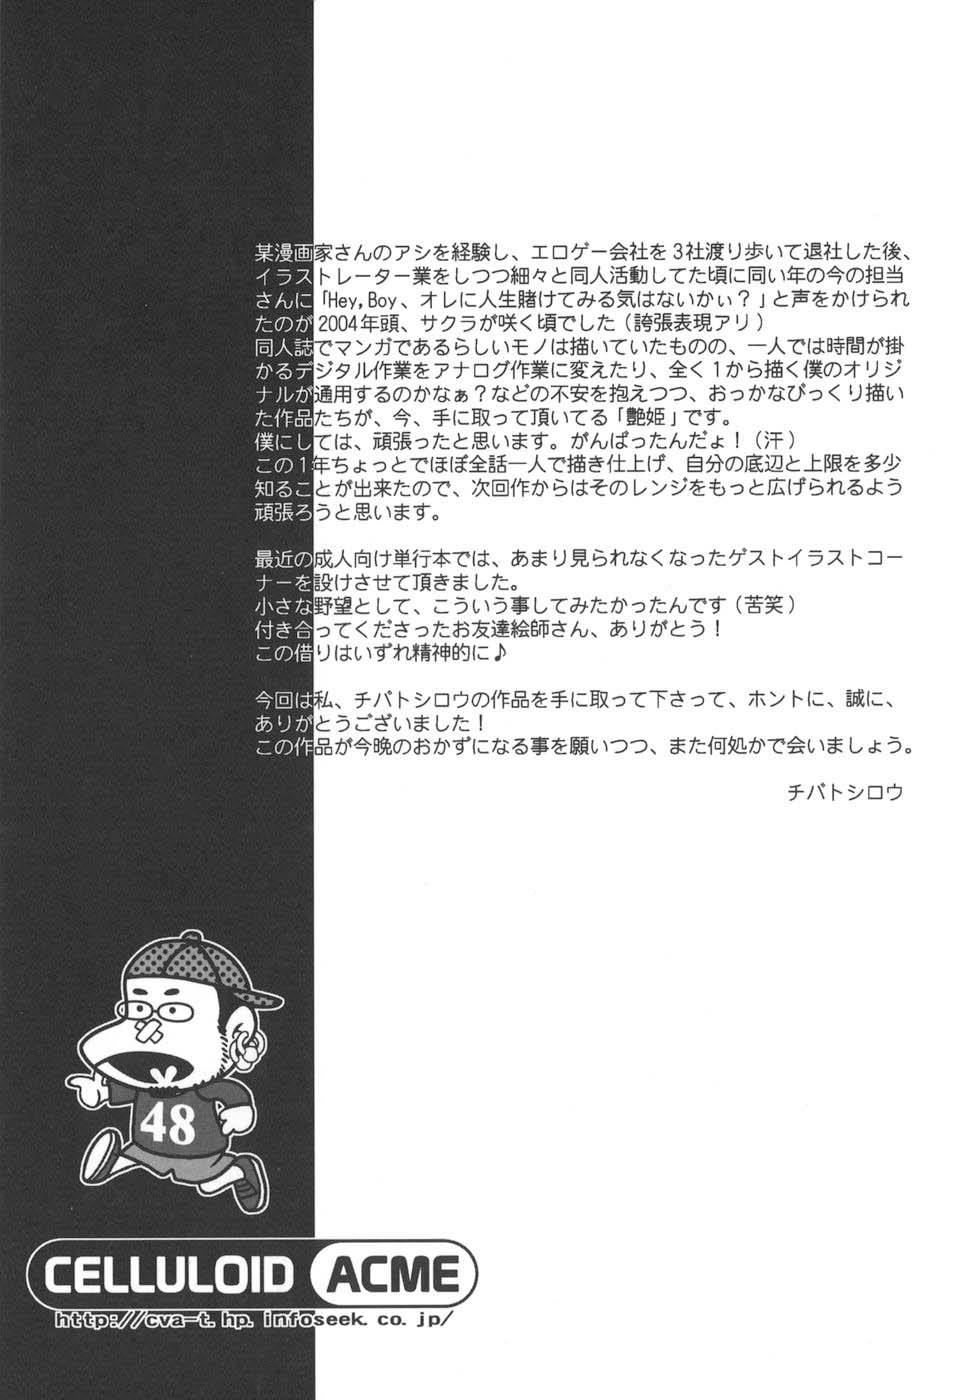 某漫画家さんのアシを経験し、エロゲー会社を3社渡り歩いて退社した後、
イラストレーター業をしつつ細々と同人活動してた頃に同い年の今の担当
さんに「Hey,Boy、オレに人生賭けてみる気はないかぃ？」と声をかけられ
たのが2004年頭、サクラが咲く頃でした(誇張表現アリ)
同人誌でマンガであるらしいモノは描いていたものの、一人では時間が掛
かるデジタル作業をアナログ作業に変えたり、全く1から描く僕のオリジ
ナルが通用するのかなぁ？などの不安を抱えつつ、おっかなびっくり描い
た作品たちが、今、手に取って頂いてる「艶姫」です。
僕にしては、頑張ったと思います。がんばったんだょ！(汗)
この1年ちょっとでほぼ全話一人で描き仕上げ、自分の底辺と上限を多少
知ることが出来たので、次回作からはそのレンジをもっと広げられるよう
頑張ろうと思います。
最近の成人向け単行本では、あまり見られなくなったゲストイラストコー
ナーを設けさせて頂きました。
小さな野望として、こういう事してみたかったんです(苦笑)
付き合ってくださったお友達絵師さん、ありがとう！
この借りはいずれ精神的に♪
今回は私、チバトシロウの作品を手に取って下さって、ホントに、誠に、
ありがとうございました！
この作品が今晩のおかずになる事を願いつつ、また何処かで会いましょう。
チバトシロウ
48
CELLULOID ACME
http://cva-t.hp.infoseek.co.jp/